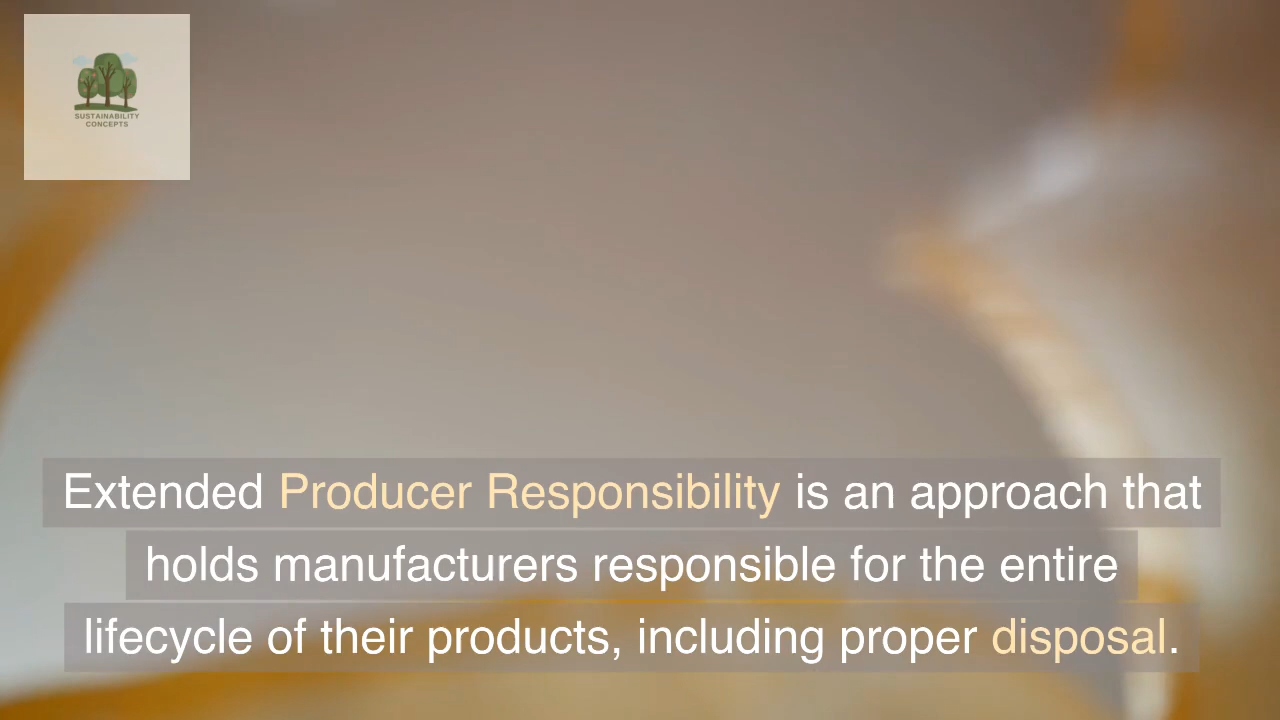 SUSTAINABILITY
CONCEPTS
Extended Producer Responsibility is an approach that
holds manufacturers responsible for the entire
lifecycle of their products, including proper disposal.